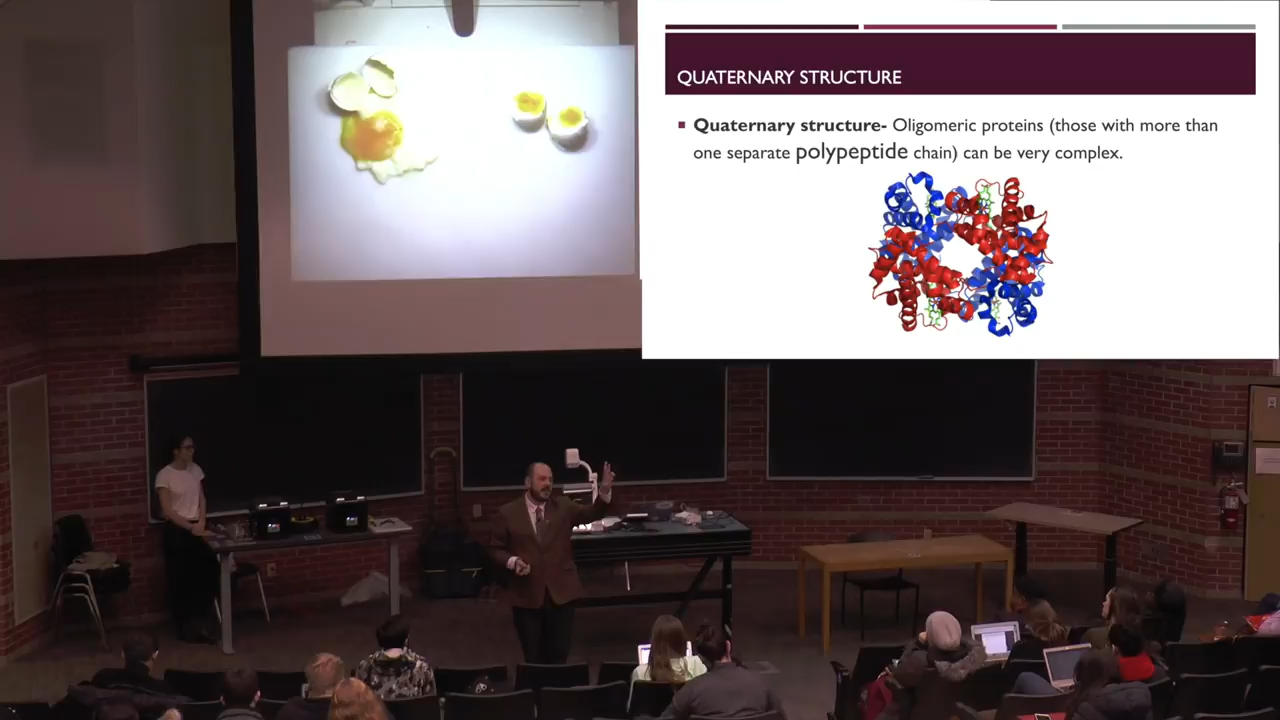 QUATERNARY STRUCTURE
▪ Quaternary structure- Oligomeric proteins (those with more than
one separate polypeptide chain) can be very complex.